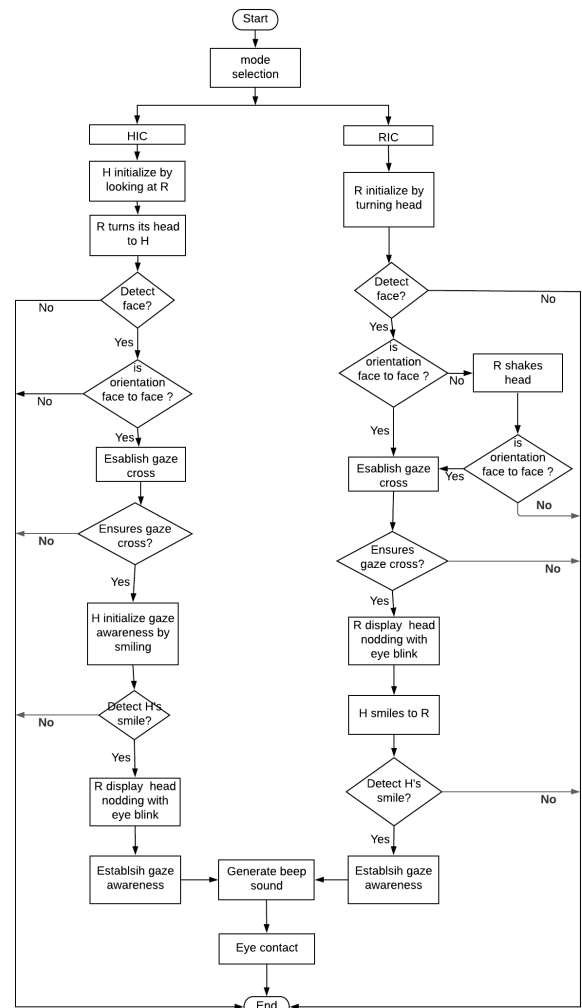 Start
mode
selection
HIC
H initialize by
looking at R
R turns its head
to H
Detect
face?
No
Yes
is
orientation
face to face ?
No
Yes
Esablish gaze
cross
Ensures gaze
cross?
No
Yes
H initialize gaze
awareness by
smiling
Detect H's
smile?
No
Yes
R display head
nodding with
eye blink
Establsih gaze
awareness
RIC
R initialize by
turning head
Detect
face?
No
Yes
is
orientation
face to face ?
No
R shakes
head
is
orientation
face to face ?
Yes
No
Yes
Esablish gaze
cross
Ensures
gaze cross?
No
Yes
R display head
nodding with
eye blink
H smiles to R
Detect H's
smile?
No
Yes
Establsih gaze
awareness
Generate beep
sound
Eye contact
End